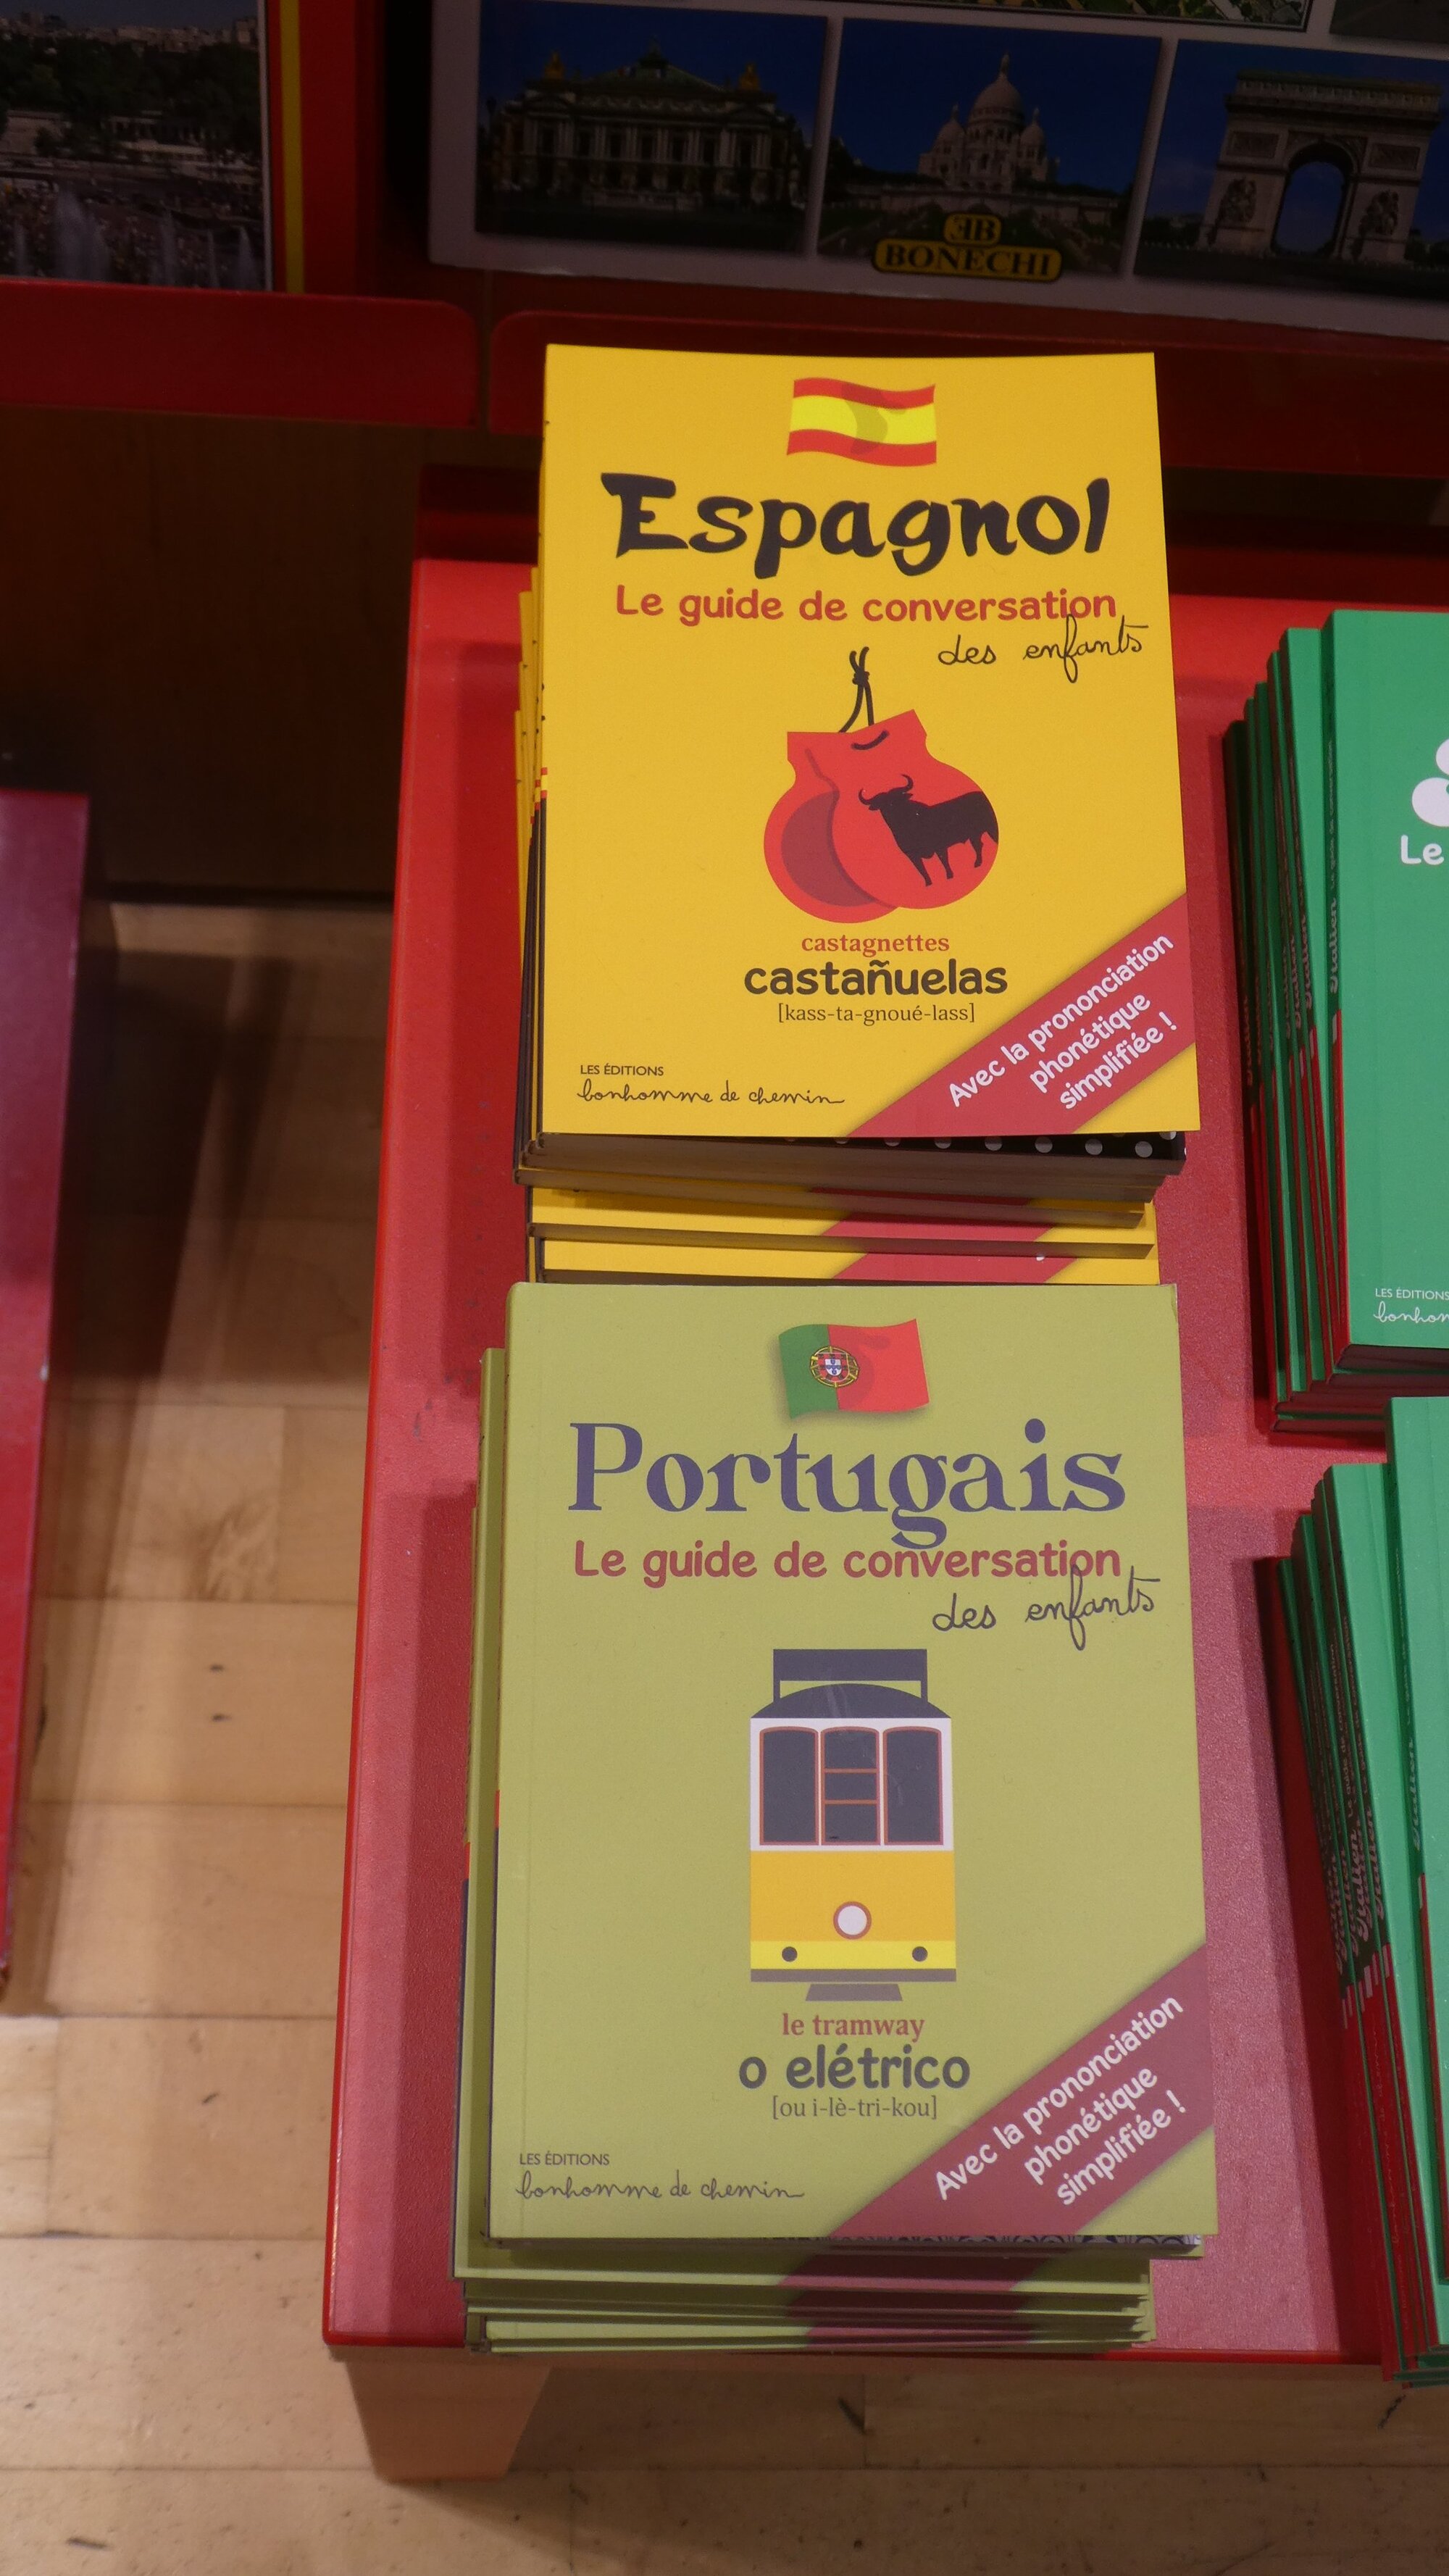 BONECHI
Espagnol
Le guide de conversation
des enfants
castagnettes
castañuelas
[kass-ta-gnoué-lass]
Avec la prononciation
phonétique
simplifiée !
LES ÉDITIONS
bonhomme de chemin
Portugais
Le guide de conversation
des enfants
le tramway
o elétrico
[ou i-lè-tri-kou]
Avec la prononciation
phonétique
simplifiée !
LES ÉDITIONS
bonhomme de chemin
Le
LES ÉDITIONS
Italien